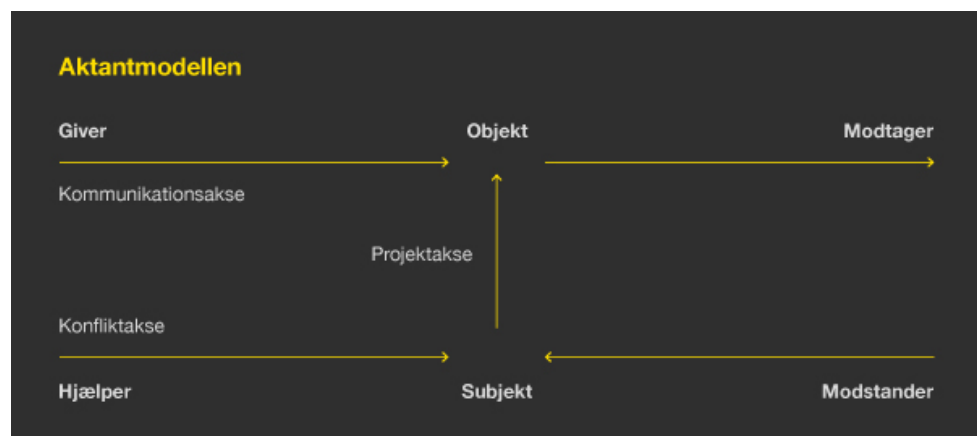 Aktantmodellen
Giver Objekt Modtager
Kommunikationsakse
Projektakse
Konfliktakse
Hjælper Subjekt Modstander